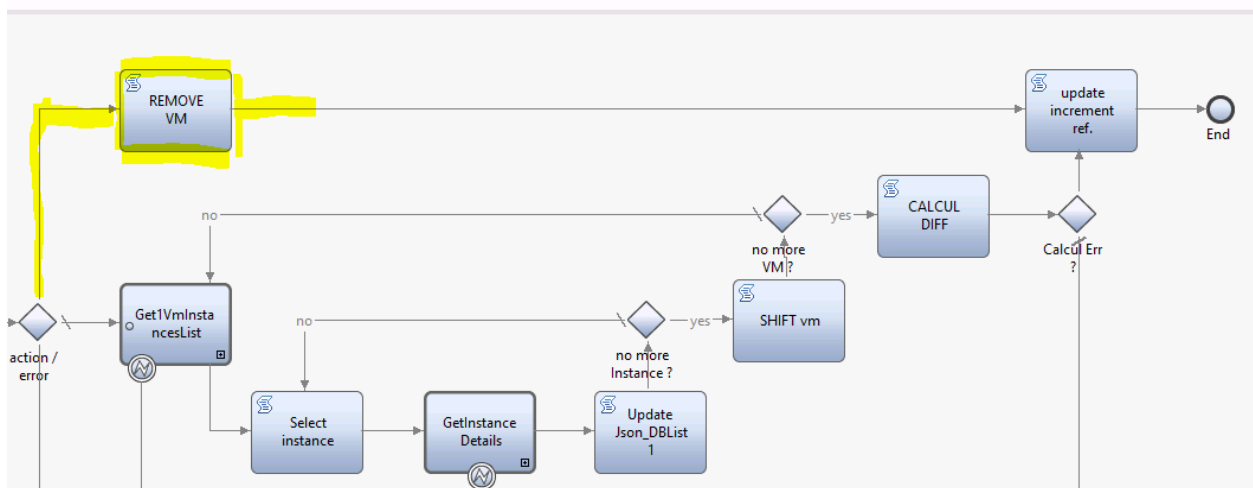 REMOVE
VM
update
increment
ref.
End
no
yes
CALCUL
DIFF
no more
VM ?
Calcul Err
?
Get1VmInsta
ncesList
action /
error
no
yes
SHIFT vm
no more
Instance ?
Select
instance
GetInstance
Details
Update
Json_DBList
1